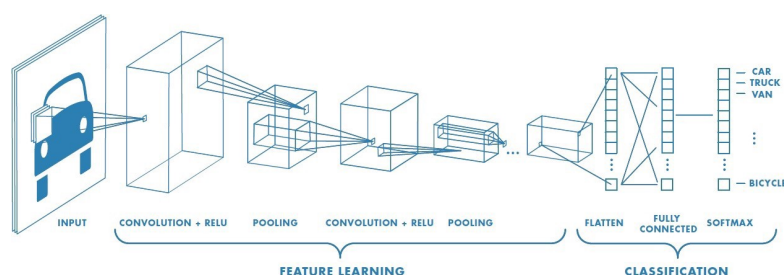 CAR
TRUCK
VAN
BICYCLE
INPUT
CONVOLUTION + RELU
POOLING
CONVOLUTION + RELU
POOLING
FLATTEN
FULLY
CONNECTED
SOFTMAX
FEATURE LEARNING
CLASSIFICATION